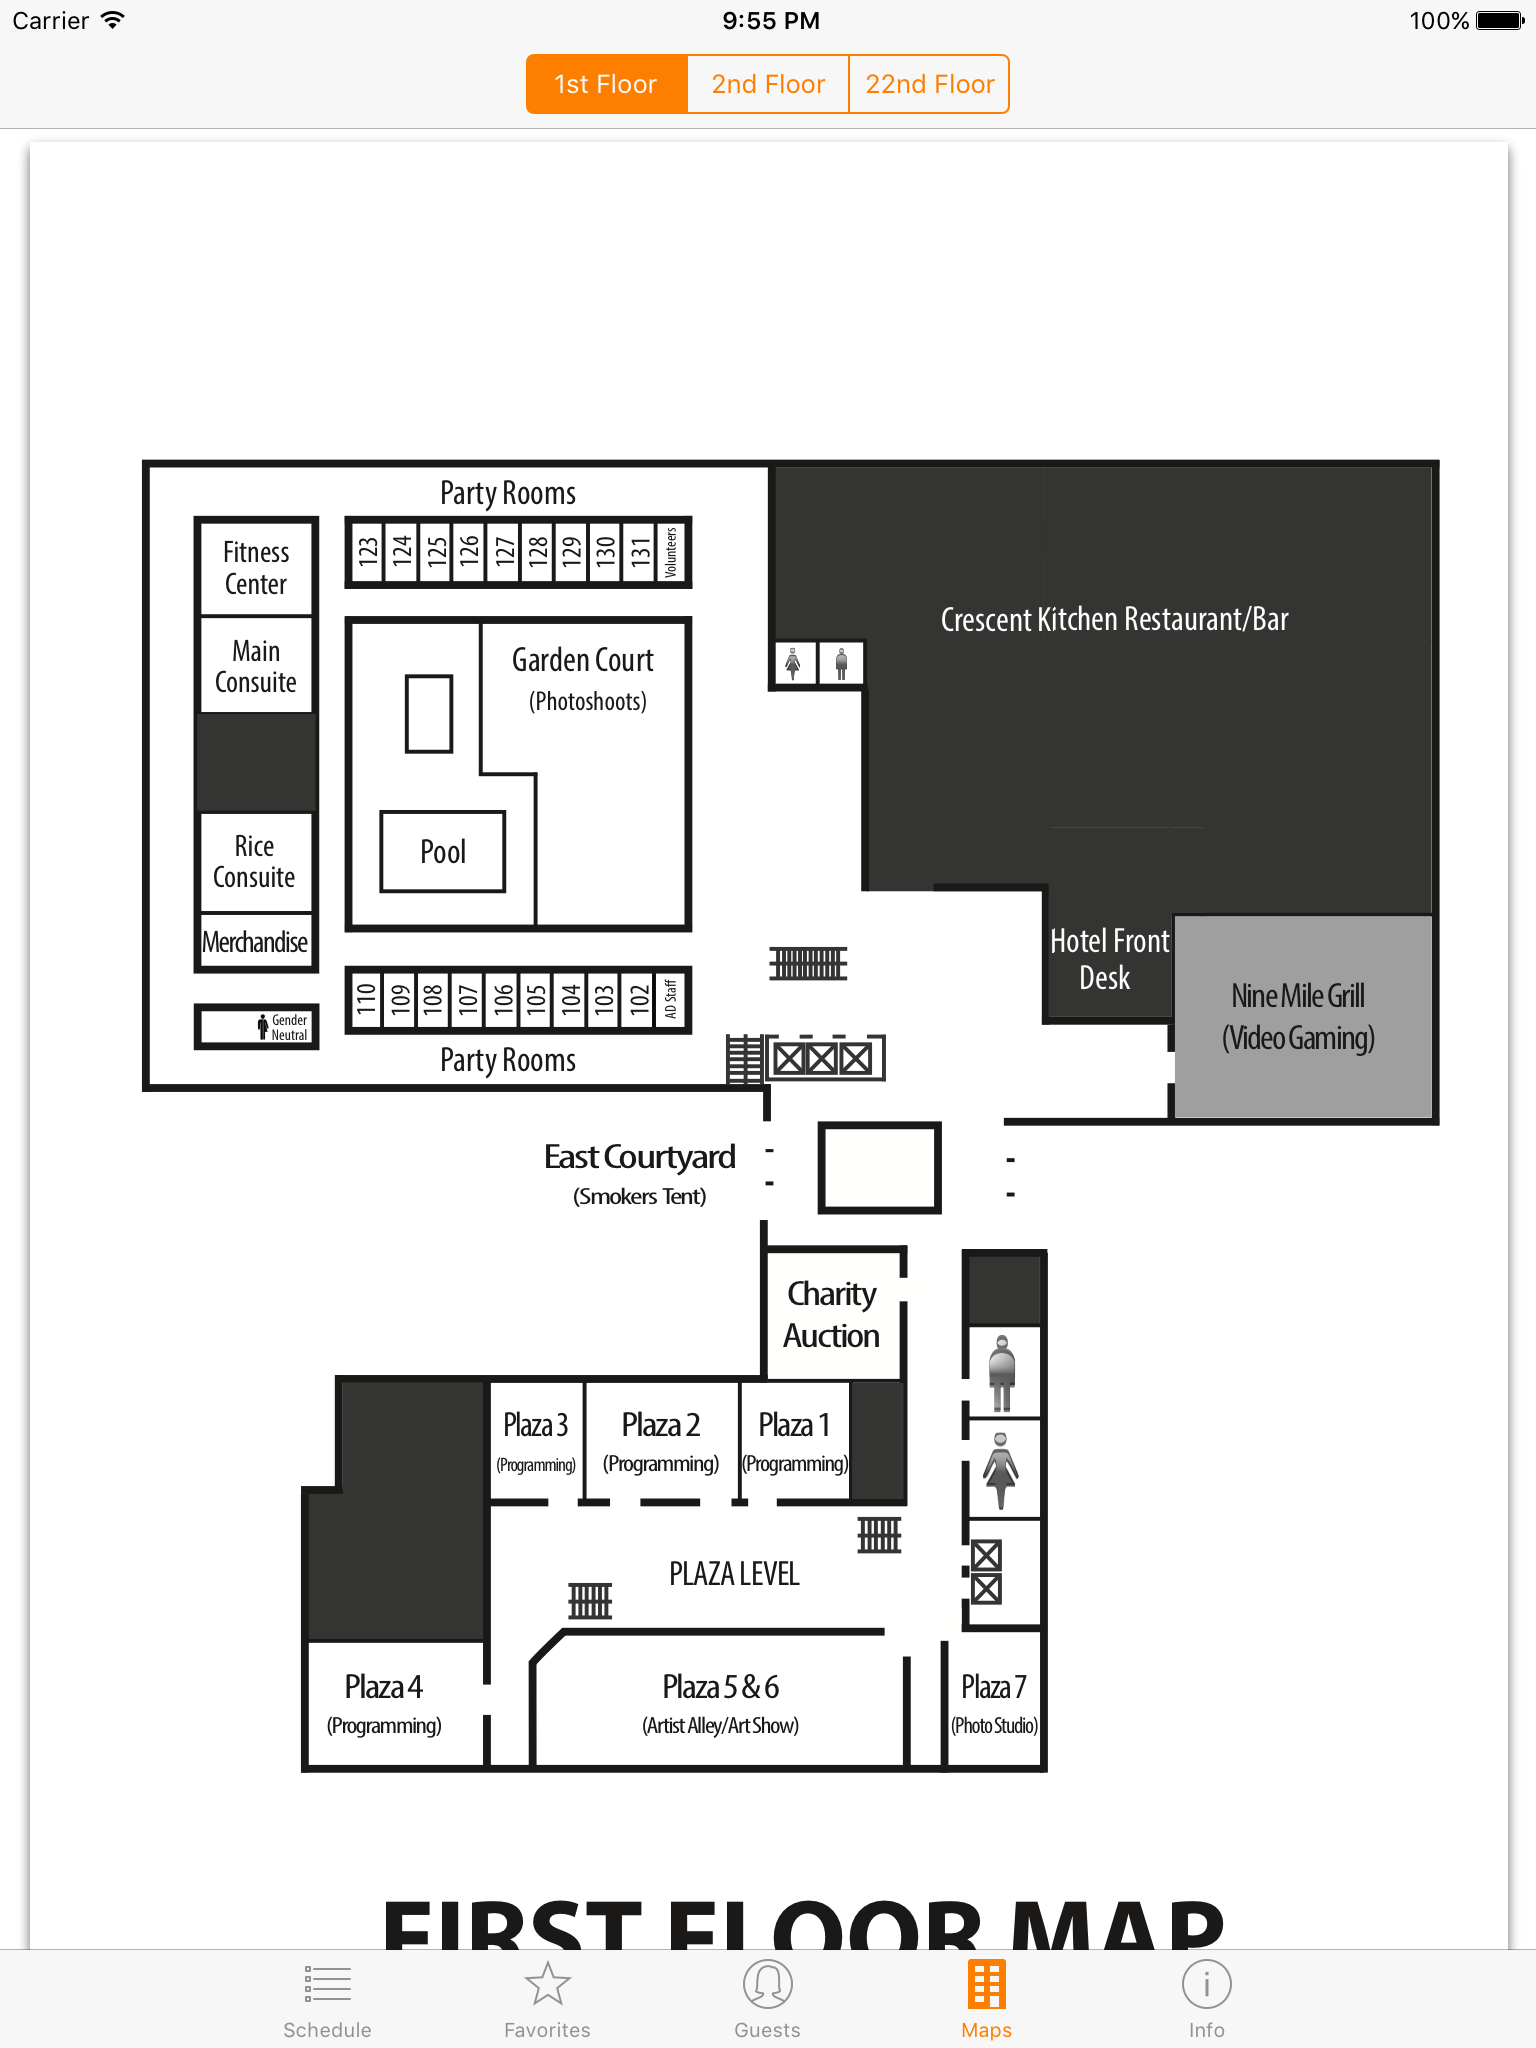 Carrier
9:55 PM
100%
1st Floor
2nd Floor
22nd Floor
Party Rooms
Fitness
Center
123
124
125
126
127
128
129
130
131
Volunteers
Crescent Kitchen Restaurant/Bar
Main
Consuite
Garden Court
(Photoshoots)
Rice
Consuite
Pool
Merchandise
Hotel Front
Desk
Nine Mile Grill
(Video Gaming)
110
109
108
107
106
105
104
103
102
AD Staff
Gender
Neutral
Party Rooms
East Courtyard
(Smokers Tent)
Charity
Auction
Plaza 3
(Programming)
Plaza 2
(Programming)
Plaza 1
(Programming)
PLAZA LEVEL
Plaza 4
(Programming)
Plaza 5 & 6
(Artist Alley/Art Show)
Plaza 7
(Photo Studio)
FIRST FLOOR MAP
Schedule
Favorites
Guests
Maps
Info